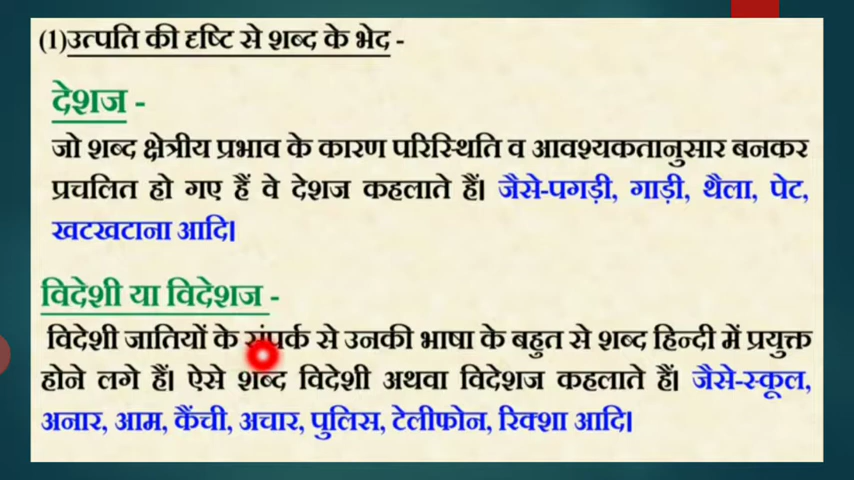 (1)उत्पति की दृष्टि से शब्द के भेद -
देशज -
जो शब्द क्षेत्रीय प्रभाव के कारण परिस्थिति व आवश्यकतानुसार बनकर
प्रचलित हो गए हैं वे देशज कहलाते हैं। जैसे-पगड़ी, गाड़ी, थैला, पेट,
खटखटाना आदि।
विदेशी या विदेशज -
विदेशी जातियों के संपर्क से उनकी भाषा के बहुत से शब्द हिन्दी में प्रयुक्त
होने लगे हैं। ऐसे शब्द विदेशी अथवा विदेशज कहलाते हैं। जैसे-स्कूल,
अनार, आम, कैंची, अचार, पुलिस, टेलीफोन, रिक्शा आदि।